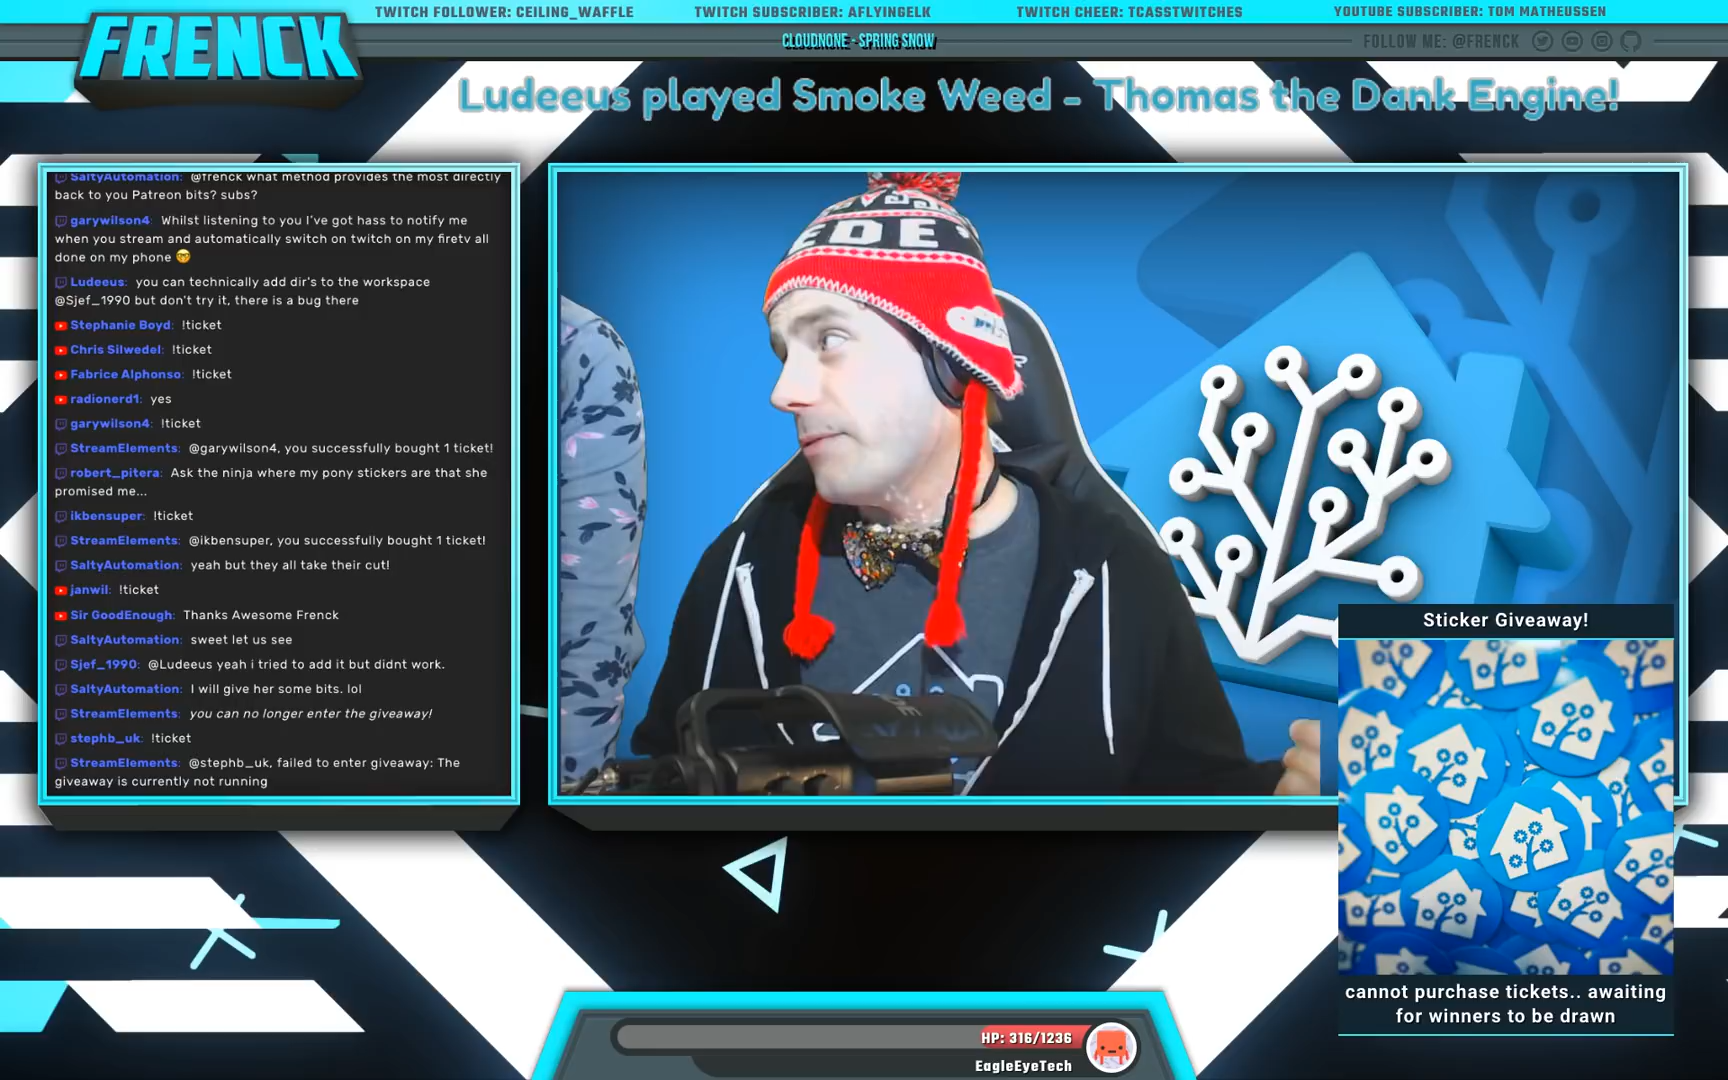 TWITCH FOLLOWER: CEILING_WAFFLE
TWITCH SUBSCRIBER: AFLYINGELK
TWITCH CHEER: TCASSTWITCHES
YOUTUBE SUBSCRIBER: TOM MATHEUSSEN
FRENCK
CLOUDNONE - SPRING SNOW
FOLLOW ME: @FRENCK
Ludeeus played Smoke Weed - Thomas the Dank Engine!
SaltyAutomation: @frenck what method provides the most directly
back to you Patreon bits? subs?
garywilson4: Whilst listening to you I've got hass to notify me
when you stream and automatically switch on twitch on my firetv all
done on my phone 🤓
Ludeeus: you can technically add dir's to the workspace
@Sjef_1990 but don't try it, there is a bug there
Stephanie Boyd: !ticket
Chris Silwedel: !ticket
Fabrice Alphonso: !ticket
radionerd1: yes
garywilson4: !ticket
StreamElements: @garywilson4, you successfully bought 1 ticket!
robert_pitera: Ask the ninja where my pony stickers are that she
promised me...
ikbensuper: !ticket
StreamElements: @ikbensuper, you successfully bought 1 ticket!
SaltyAutomation: yeah but they all take their cut!
janwil: !ticket
Sir GoodEnough: Thanks Awesome Frenck
SaltyAutomation: sweet let us see
Sjef_1990: @Ludeeus yeah i tried to add it but didnt work.
SaltyAutomation: I will give her some bits. lol
StreamElements: you can no longer enter the giveaway!
stephb_uk: !ticket
StreamElements: @stephb_uk, failed to enter giveaway: The
giveaway is currently not running
EDE
Sticker Giveaway!
cannot purchase tickets.. awaiting
for winners to be drawn
HP: 316/1236
EagleEyeTech